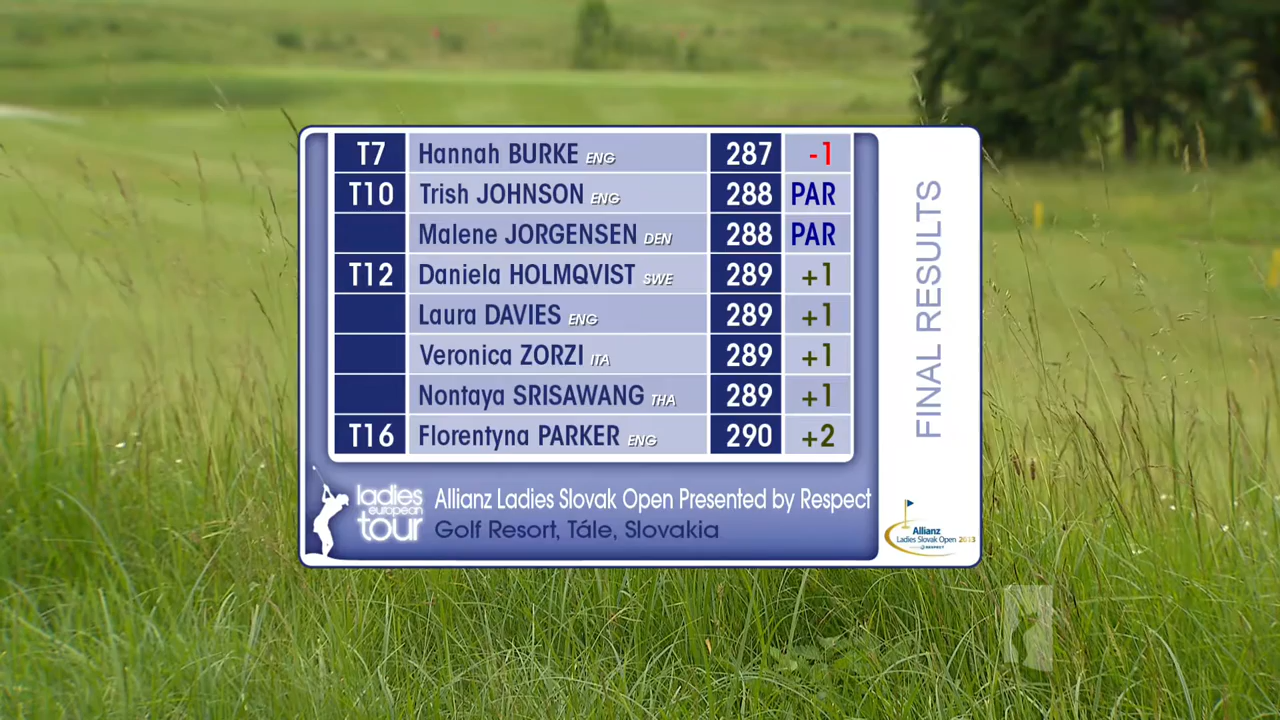 T7 Hannah BURKE ENG 287 -1
T10 Trish JOHNSON ENG 288 PAR
Malene JORGENSEN DEN 288 PAR
T12 Daniela HOLMQVIST SWE 289 +1
Laura DAVIES ENG 289 +1
Veronica ZORZI ITA 289 +1
Nontaya SRISAWANG THA 289 +1
T16 Florentyna PARKER ENG 290 +2
FINAL RESULTS
ladies
european
tour
Allianz Ladies Slovak Open Presented by Respect
Golf Resort, Tále, Slovakia
Allianz
Ladies Slovak Open 2013
RESPECT